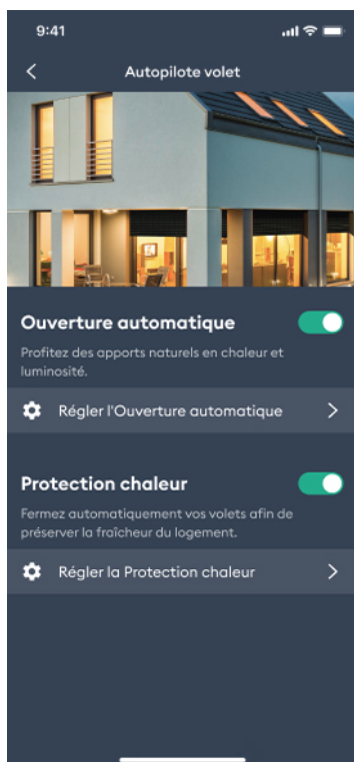 9:41
Autopilote volet
Ouverture automatique
Profitez des apports naturels en chaleur et
luminosité.
Régler l'Ouverture automatique
Protection chaleur
Fermez automatiquement vos volets afin de
préserver la fraîcheur du logement.
Régler la Protection chaleur